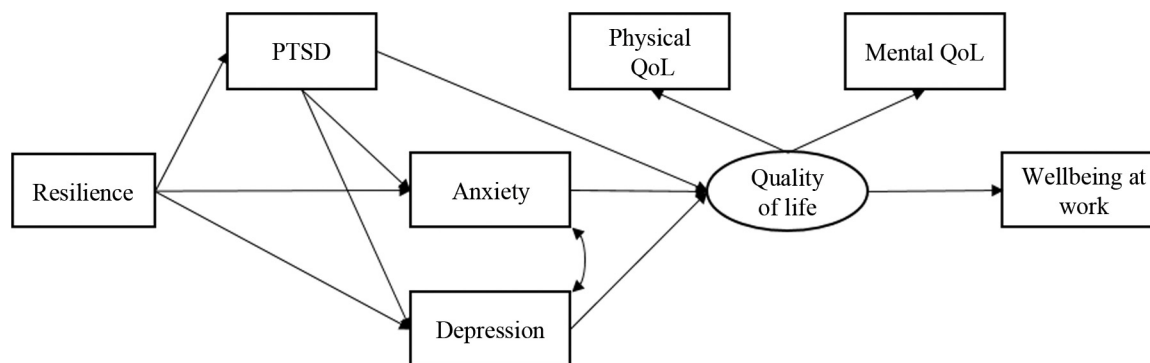 PTSD
Physical
QoL
Mental QoL
Resilience
Anxiety
Quality
of life
Wellbeing at
work
Depression